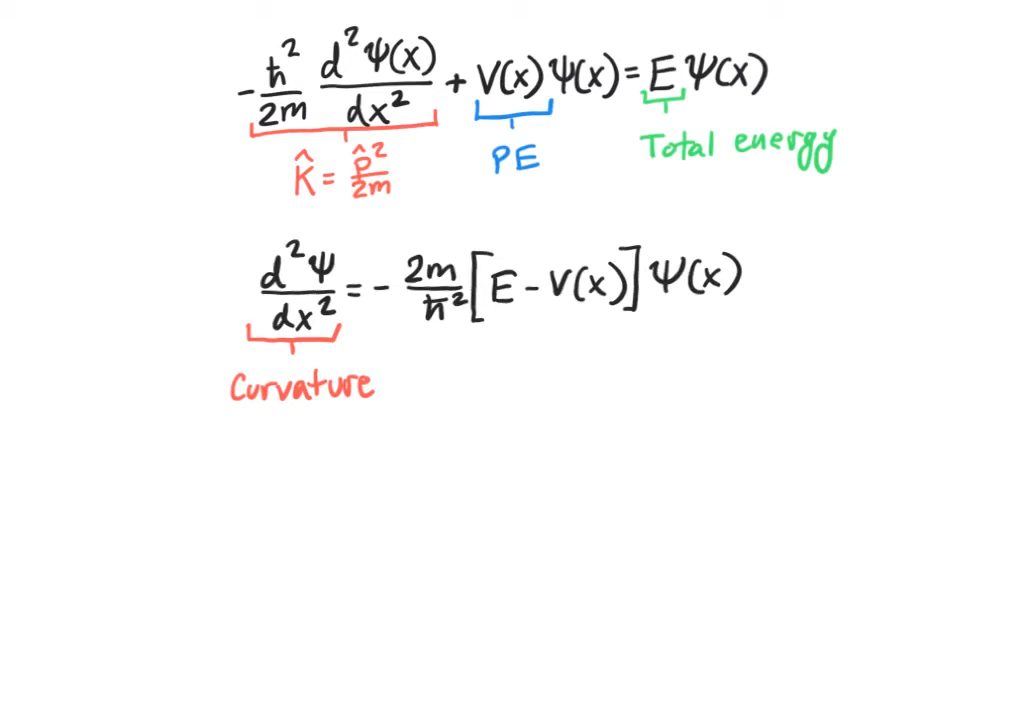 -ħ²/2m d²Ψ(x)/dx² + V(x)Ψ(x) = EΨ(x)
K̂ = p̂²/2m
PE
Total energy
d²Ψ/dx² = - 2m/ħ² [E - V(x)] Ψ(x)
Curvature